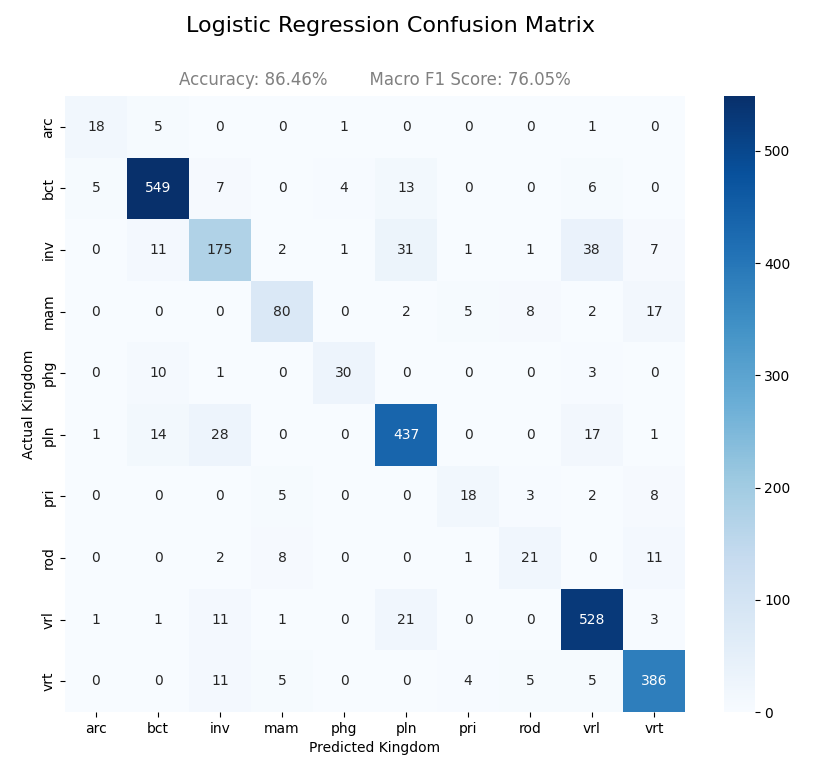 Logistic Regression Confusion Matrix
Accuracy: 86.46% Macro F1 Score: 76.05%
arc 18 5 0 0 1 0 0 0 1 0
bct 5 549 7 0 4 13 0 0 6 0 500
inv 0 11 175 2 1 31 1 1 38 7 400
mam 0 0 0 80 0 2 5 8 2 17
Actual Kingdom
phg 0 10 1 0 30 0 0 0 3 0 300
pln 1 14 28 0 0 437 0 0 17 1
pri 0 0 0 5 0 0 18 3 2 8 200
rod 0 0 2 8 0 0 1 21 0 11
vrl 1 1 11 1 0 21 0 0 528 3 100
vrt 0 0 11 5 0 0 4 5 5 386 0
arc bct inv mam phg pln pri rod vrl vrt
Predicted Kingdom